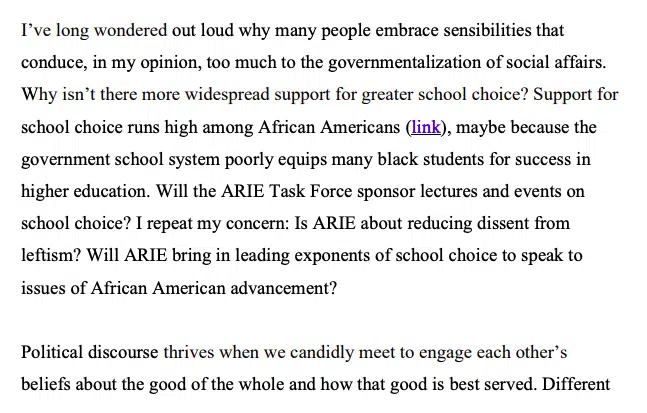 I’ve long wondered out loud why many people embrace sensibilities that
conduce, in my opinion, too much to the governmentalization of social affairs.
Why isn’t there more widespread support for greater school choice? Support for
school choice runs high among African Americans (link), maybe because the
government school system poorly equips many black students for success in
higher education. Will the ARIE Task Force sponsor lectures and events on
school choice? I repeat my concern: Is ARIE about reducing dissent from
leftism? Will ARIE bring in leading exponents of school choice to speak to
issues of African American advancement?
Political discourse thrives when we candidly meet to engage each other’s
beliefs about the good of the whole and how that good is best served. Different